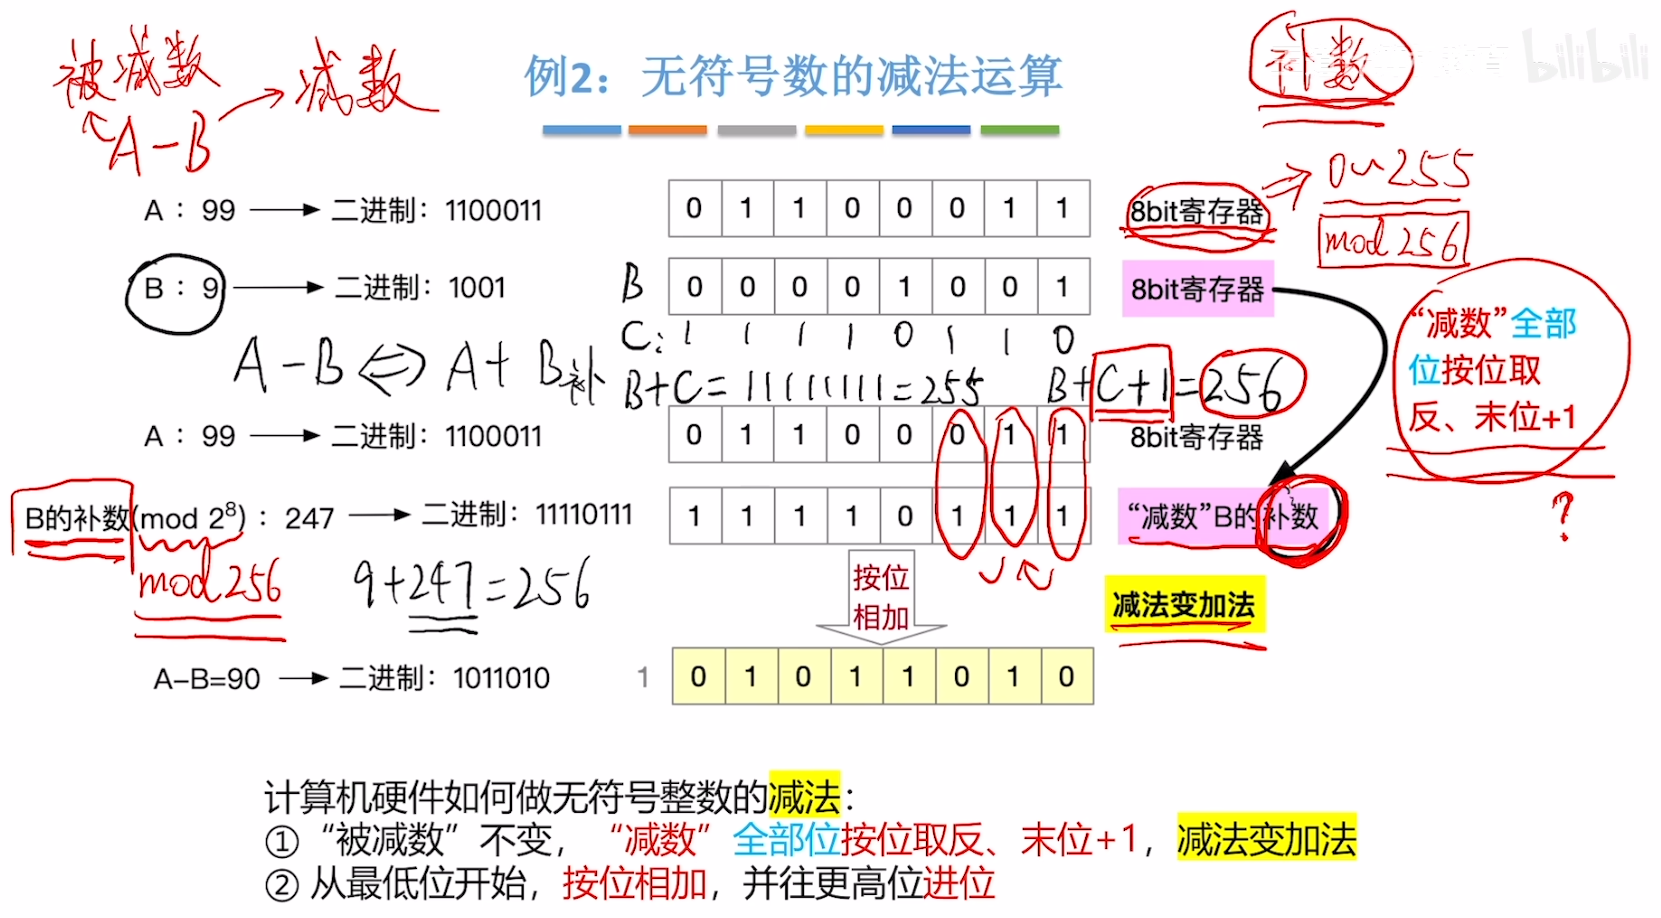 被减数
减数
A-B
例2：无符号数的减法运算
补数
bilibili
A：99 二进制：1100011 0 1 1 0 0 0 1 1 8bit寄存器
0~255
mod 256
B：9 二进制：1001 B 0 0 0 0 1 0 0 1 8bit寄存器
C: 1 1 1 1 0 1 1 0
“减数”全部
位按位取
反、末位+1
A-B⇔A+B补
B+C=11111111=255 B+C+1=256
A：99 二进制：1100011 0 1 1 0 0 0 1 1 8bit寄存器
B的补数(mod 2⁸)：247 二进制：11110111 1 1 1 1 0 1 1 1 “减数”B的补数
?
mod 256
9+247=256
按位
相加
减法变加法
A-B=90 二进制：1011010 1 0 1 0 1 1 0 1 0
计算机硬件如何做无符号整数的减法：
①“被减数”不变，“减数”全部位按位取反、末位+1，减法变加法
② 从最低位开始，按位相加，并往更高位进位